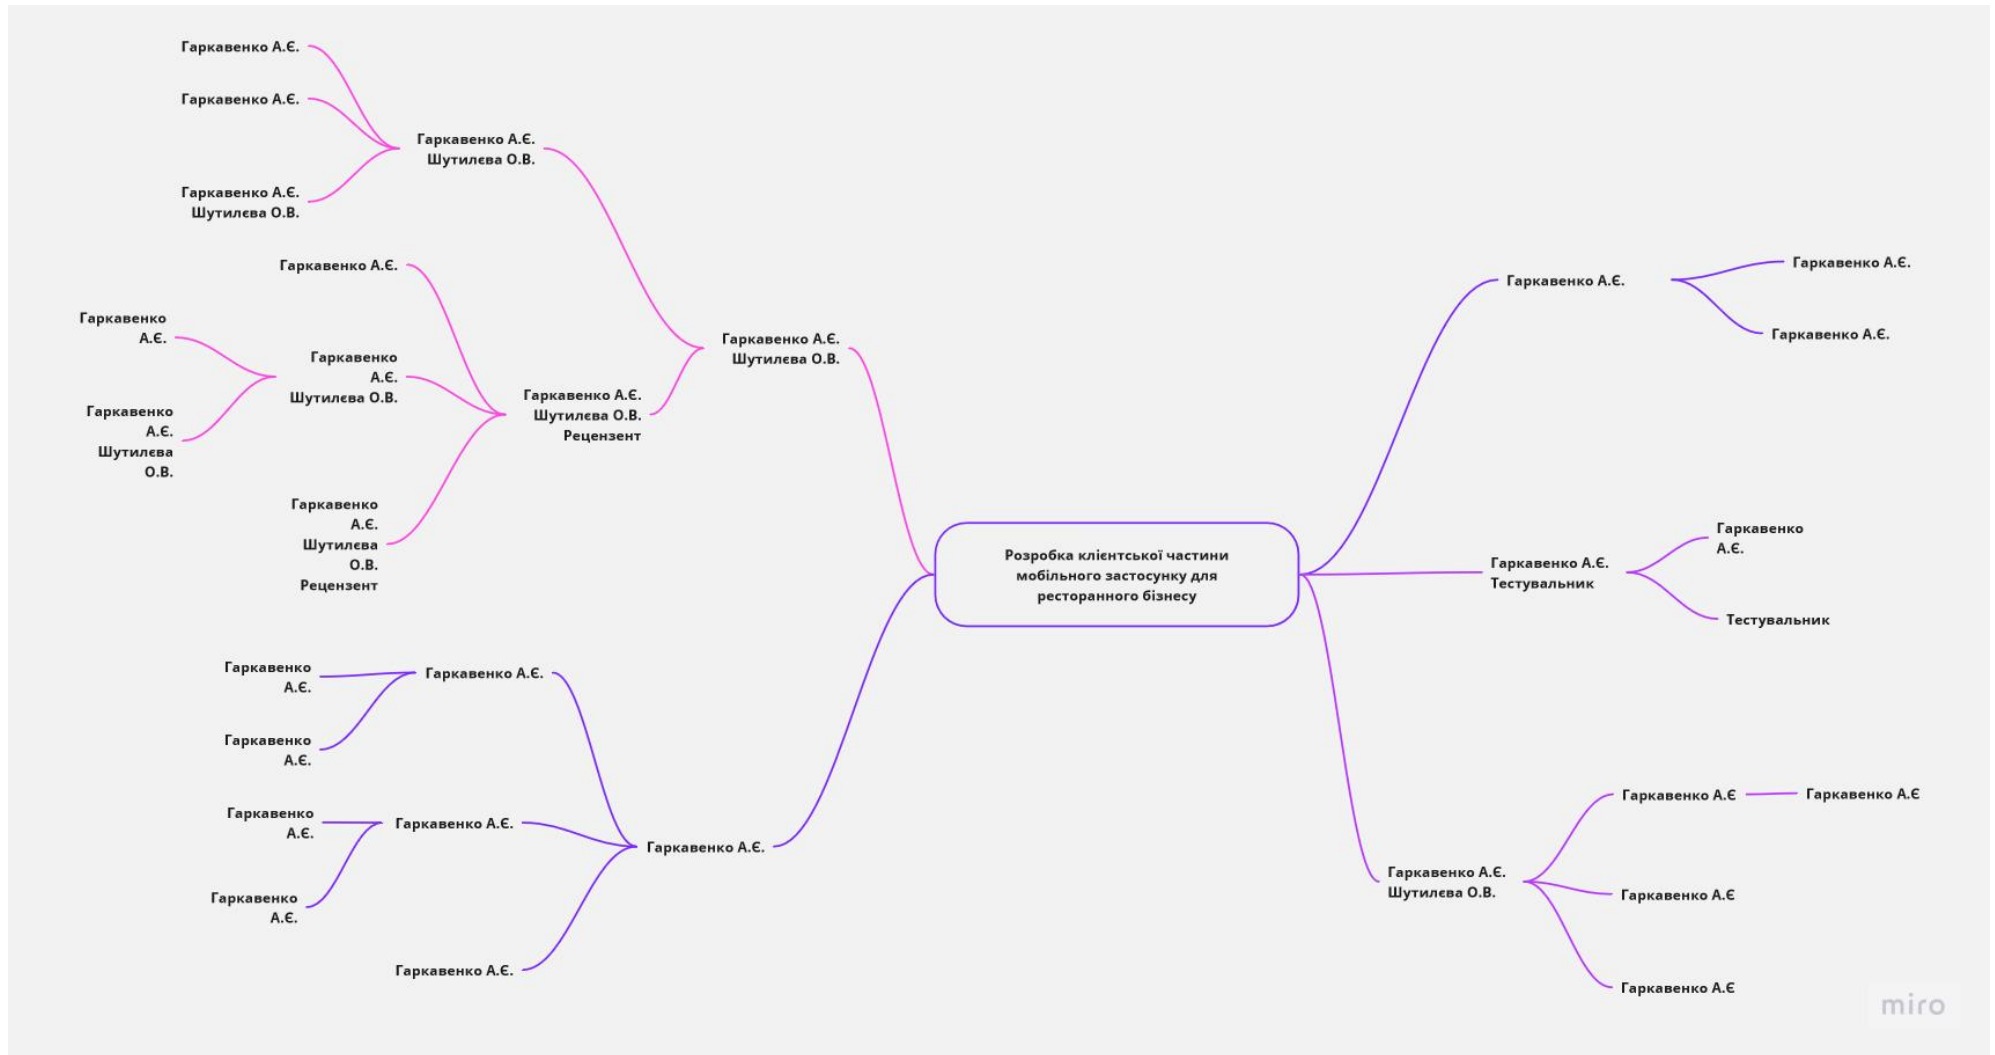 Гаркавенко А.Є.
Гаркавенко А.Є.
Гаркавенко А.Є.
Шутилєва О.В.
Гаркавенко А.Є.
Шутилєва О.В.
Гаркавенко А.Є.
Гаркавенко
А.Є.
Гаркавенко
А.Є.
Шутилєва О.В.
Гаркавенко
А.Є.
Шутилєва
О.В.
Гаркавенко А.Є.
Шутилєва О.В.
Рецензент
Гаркавенко
А.Є.
Шутилєва
О.В.
Рецензент
Гаркавенко А.Є.
Шутилєва О.В.
Гаркавенко
А.Є.
Гаркавенко
А.Є.
Гаркавенко А.Є.
Гаркавенко
А.Є.
Гаркавенко
А.Є.
Гаркавенко А.Є.
Гаркавенко А.Є.
Гаркавенко А.Є.
Розробка клієнтської частини
мобільного застосунку для
ресторанного бізнесу
Гаркавенко А.Є.
Гаркавенко А.Є.
Гаркавенко А.Є.
Гаркавенко А.Є.
Тестувальник
Гаркавенко
А.Є.
Тестувальник
Гаркавенко А.Є.
Шутилєва О.В.
Гаркавенко А.Є
Гаркавенко А.Є
Гаркавенко А.Є
Гаркавенко А.Є
miro